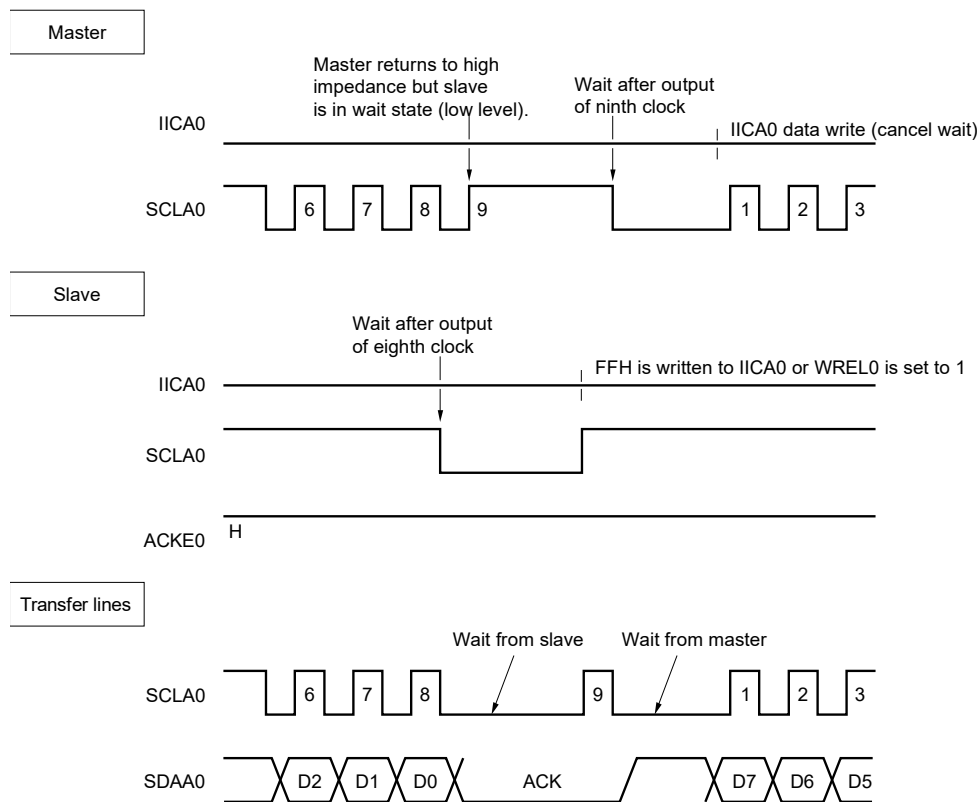 Master
Master returns to high
impedance but slave
is in wait state (low level).
Wait after output
of ninth clock
IICA0
IICA0 data write (cancel wait)
SCLA0
6 7 8 9 1 2 3
Slave
Wait after output
of eighth clock
IICA0
FFH is written to IICA0 or WREL0 is set to 1
SCLA0
ACKE0
H
Transfer lines
Wait from slave
Wait from master
SCLA0
6 7 8 9 1 2 3
SDAA0
D2 D1 D0 ACK D7 D6 D5